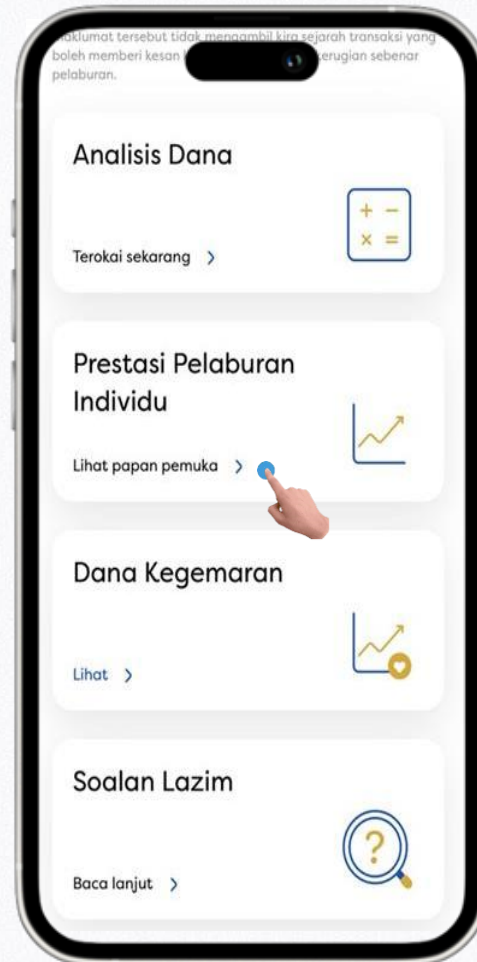 maklumat tersebut tidak mengambil kira sejarah transaksi yang
boleh memberi kesan kerugian sebenar
pelaburan.
Analisis Dana
Terokai sekarang >
Prestasi Pelaburan
Individu
Lihat papan pemuka >
Dana Kegemaran
Lihat >
Soalan Lazim
Baca lanjut >